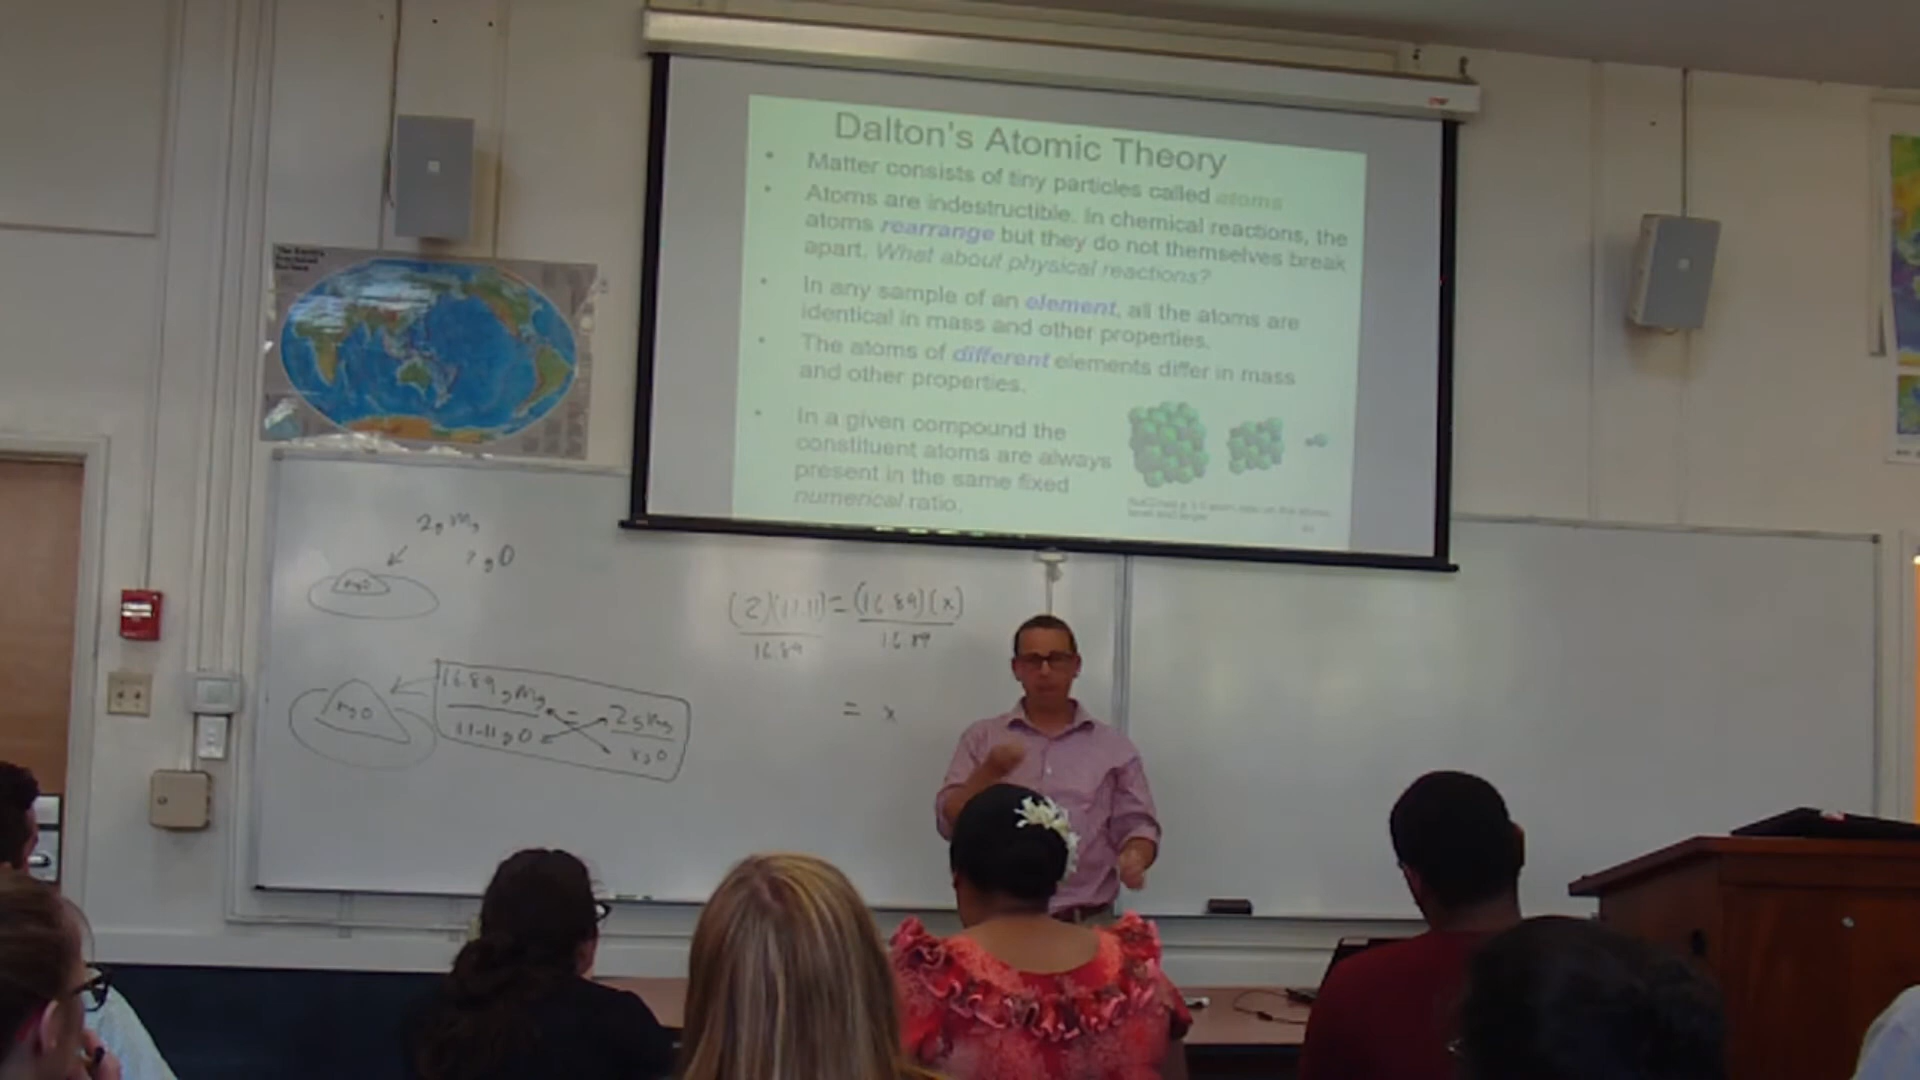 Dalton's Atomic Theory
• Matter consists of tiny particles called atoms
• Atoms are indestructible. In chemical reactions, the
atoms rearrange but they do not themselves break
apart. What about physical reactions?
• In any sample of an element, all the atoms are
identical in mass and other properties.
• The atoms of different elements differ in mass
and other properties.
• In a given compound the
constituent atoms are always
present in the same fixed
numerical ratio.
2g Mg
? g O
MgO
(2)(11.11) = (16.89)(x)
16.89 16.89
= x
MgO
16.89 g Mg = 2g Mg
11.11 g O x g O